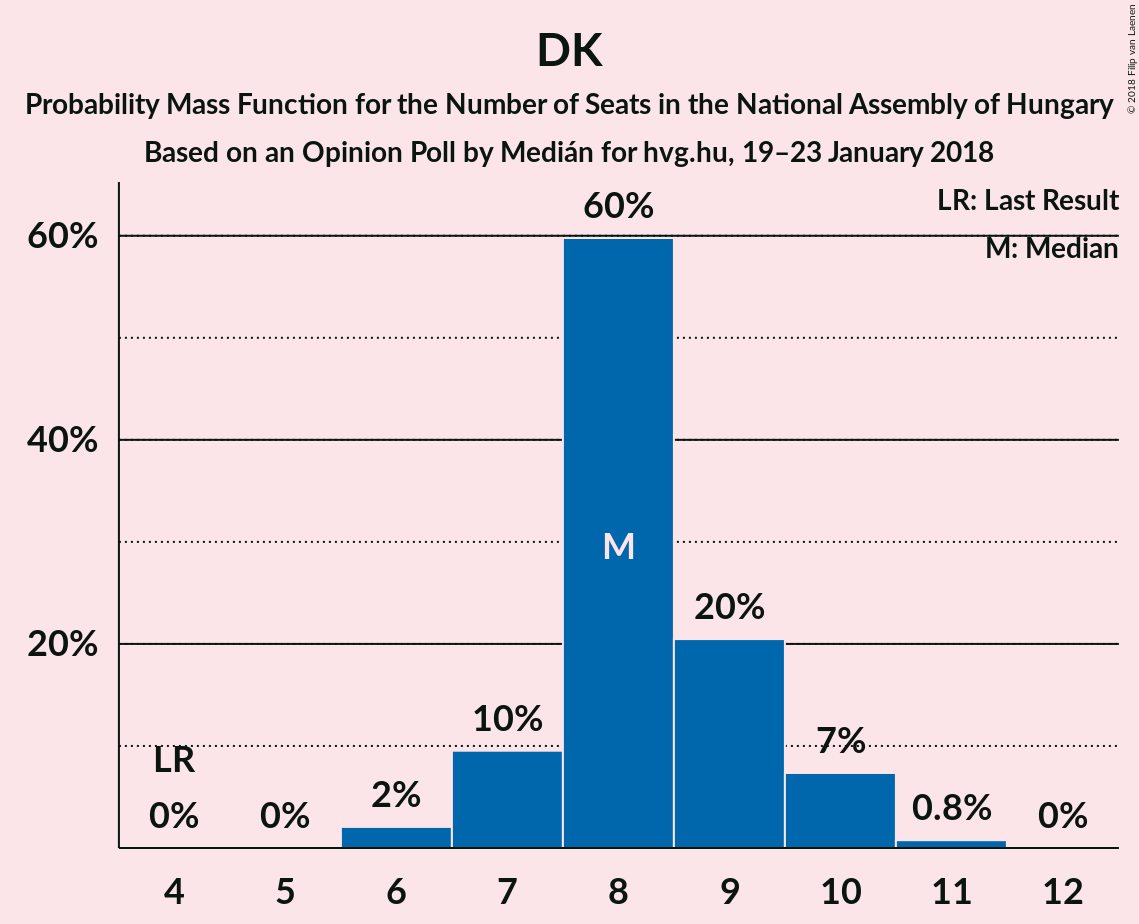 DK
Probability Mass Function for the Number of Seats in the National Assembly of Hungary
Based on an Opinion Poll by Medián for hvg.hu, 19–23 January 2018
© 2018 Filip van Laenen
LR: Last Result
M: Median
60%
40%
20%
LR
0%
0%
2%
10%
60%
M
20%
7%
0.8%
0%
4 5 6 7 8 9 10 11 12